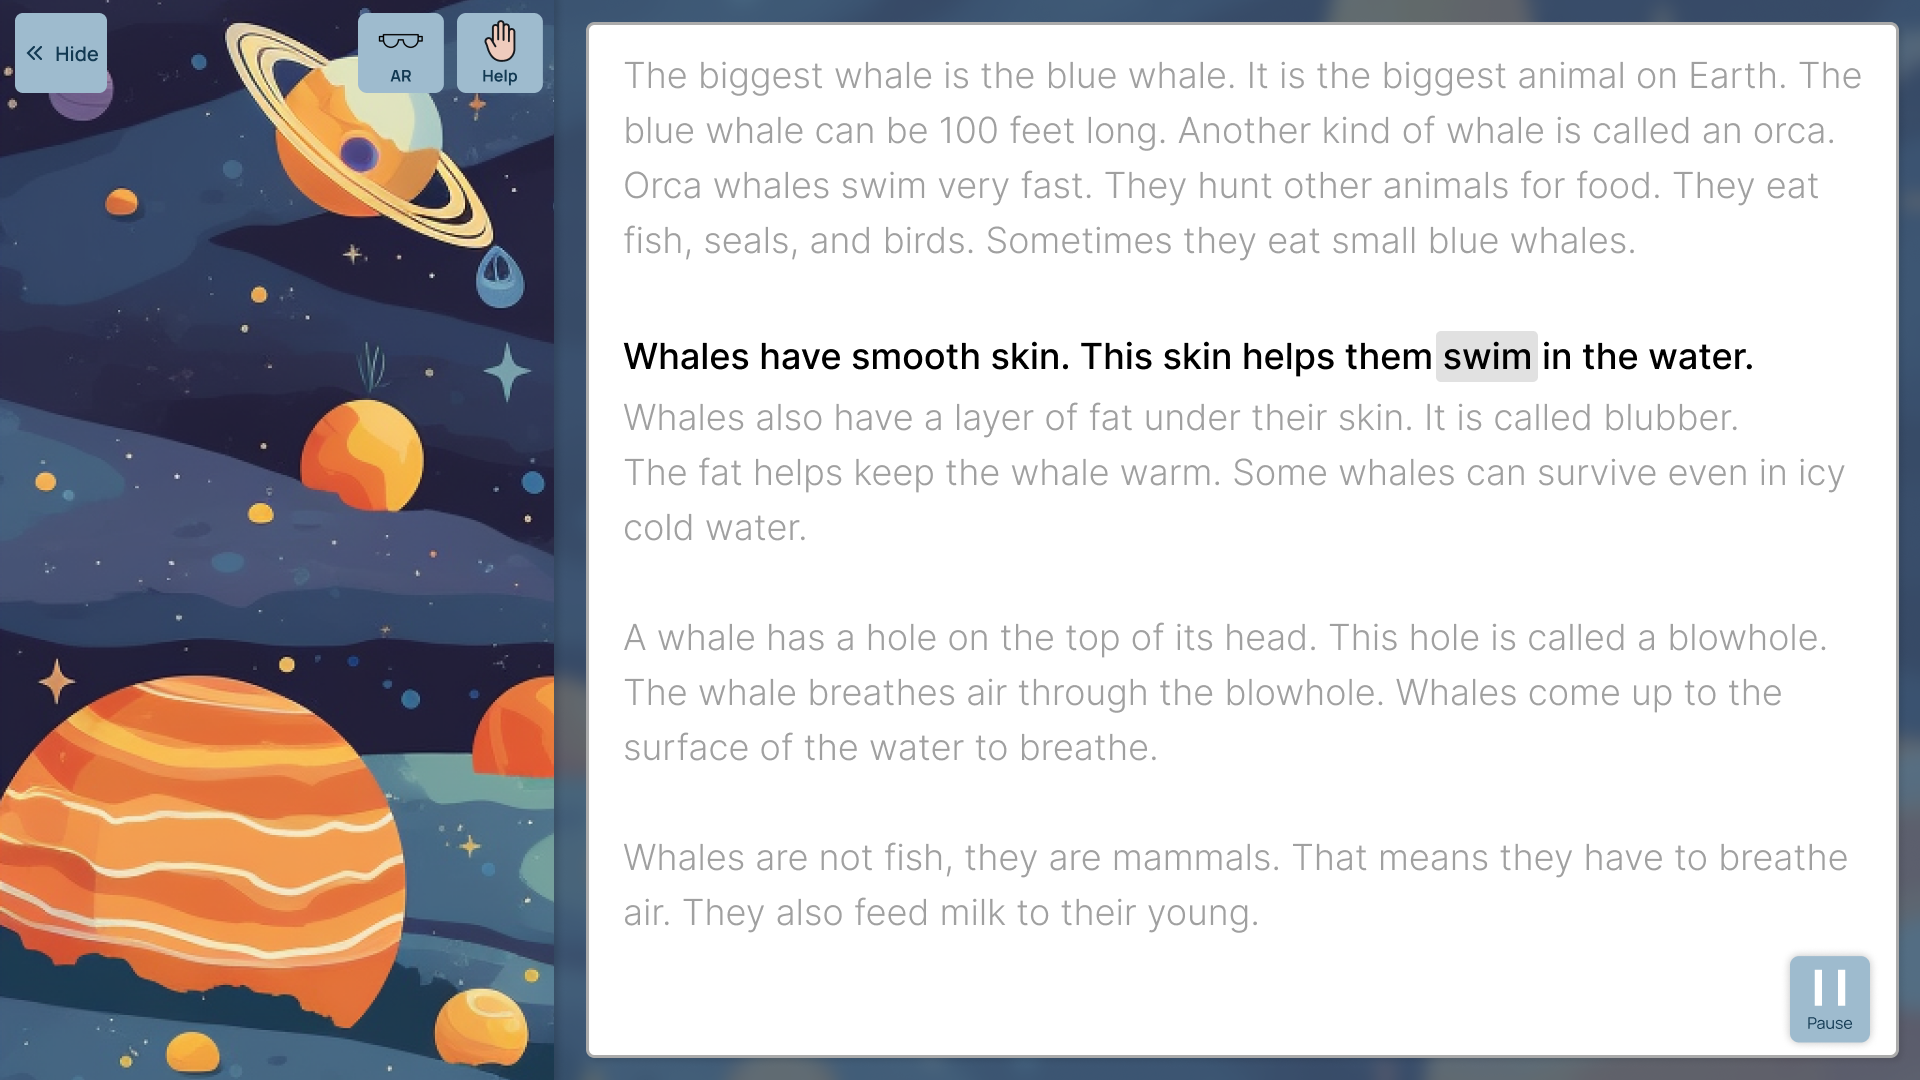 Hide
AR
Help
The biggest whale is the blue whale. It is the biggest animal on Earth. The
blue whale can be 100 feet long. Another kind of whale is called an orca.
Orca whales swim very fast. They hunt other animals for food. They eat
fish, seals, and birds. Sometimes they eat small blue whales.
Whales have smooth skin. This skin helps them swim in the water.
Whales also have a layer of fat under their skin. It is called blubber.
The fat helps keep the whale warm. Some whales can survive even in icy
cold water.
A whale has a hole on the top of its head. This hole is called a blowhole.
The whale breathes air through the blowhole. Whales come up to the
surface of the water to breathe.
Whales are not fish, they are mammals. That means they have to breathe
air. They also feed milk to their young.
Pause